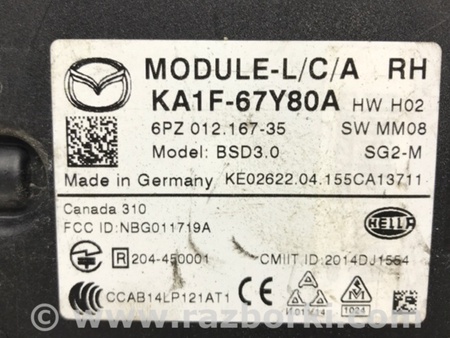 MODULE-L/C/A RH
KA1F-67Y80A HW H02
6PZ 012.167-35 SW MM08
Model: BSD3.0 SG2-M
Made in Germany KE02622.04.155CA13711
Canada 310
FCC ID:NBG011719A
HELLA
R 204-450001 CMIIT ID:2014DJ1554
CCAB14LP121AT1 CE
1024
www.razborki.com